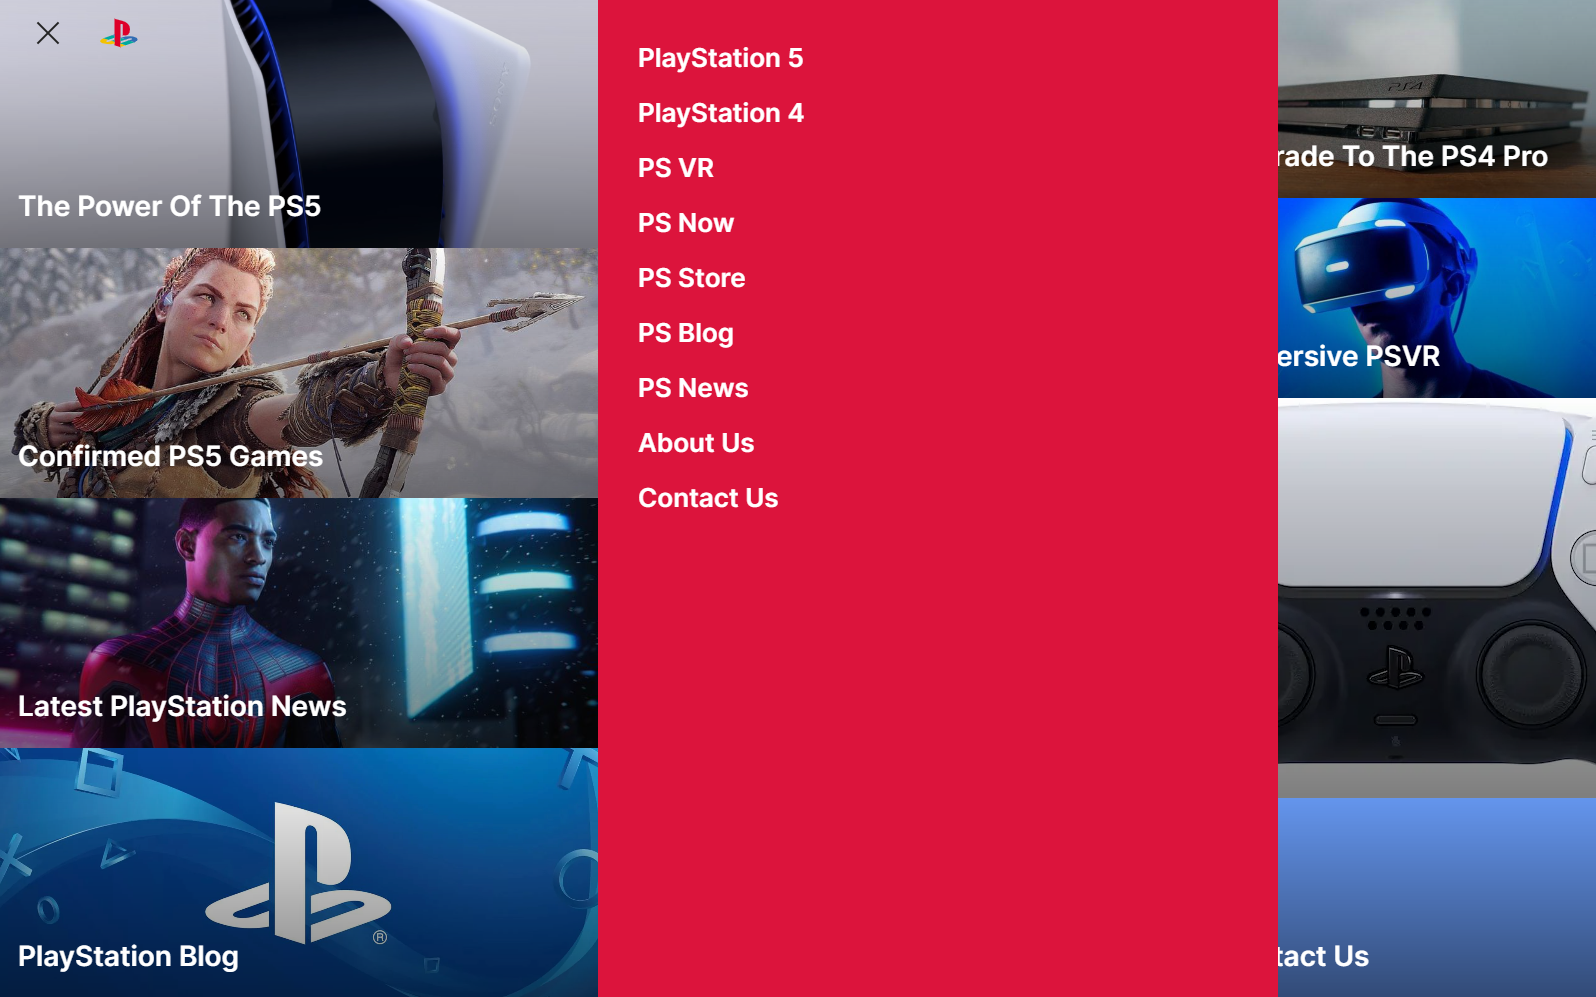 The Power Of The PS5
Confirmed PS5 Games
Latest PlayStation News
PlayStation Blog
®
PlayStation 5
PlayStation 4
PS VR
PS Now
PS Store
PS Blog
PS News
About Us
Contact Us
PS4
rade To The PS4 Pro
ersive PSVR
tact Us